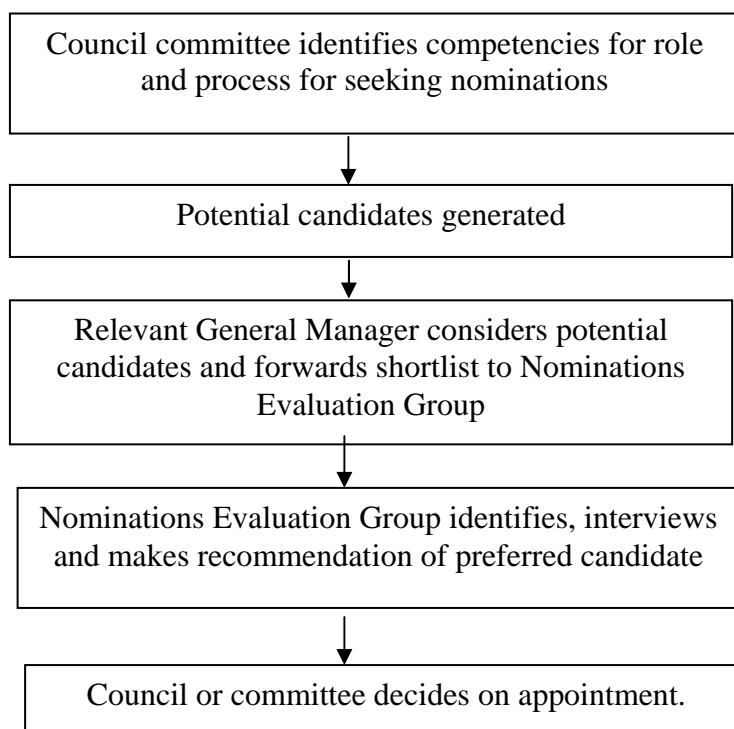 Council committee identifies competencies for role
and process for seeking nominations
Potential candidates generated
Relevant General Manager considers potential
candidates and forwards shortlist to Nominations
Evaluation Group
Nominations Evaluation Group identifies, interviews
and makes recommendation of preferred candidate
Council or committee decides on appointment.